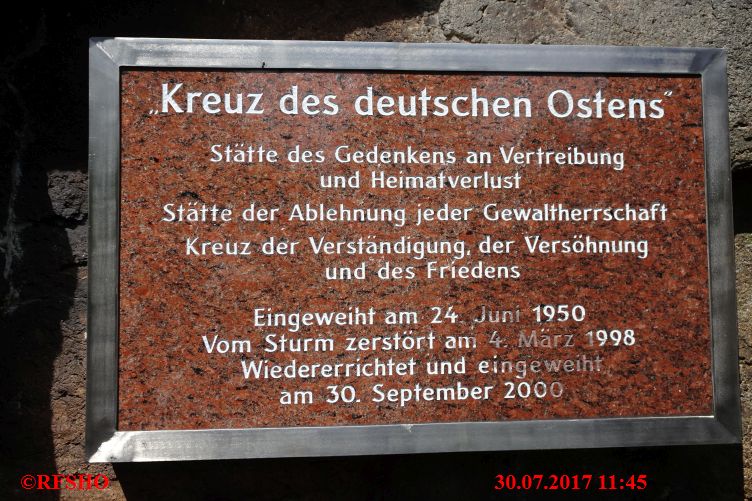 „Kreuz des deutschen Ostens“
Stätte des Gedenkens an Vertreibung
und Heimatverlust
Stätte der Ablehnung jeder Gewaltherrschaft
Kreuz der Verständigung, der Versöhnung
und des Friedens
Eingeweiht am 24. Juni 1950
Vom Sturm zerstört am 4. März 1998
Wiedererrichtet und eingeweiht
am 30. September 2000
©RFSHO 30.07.2017 11:45